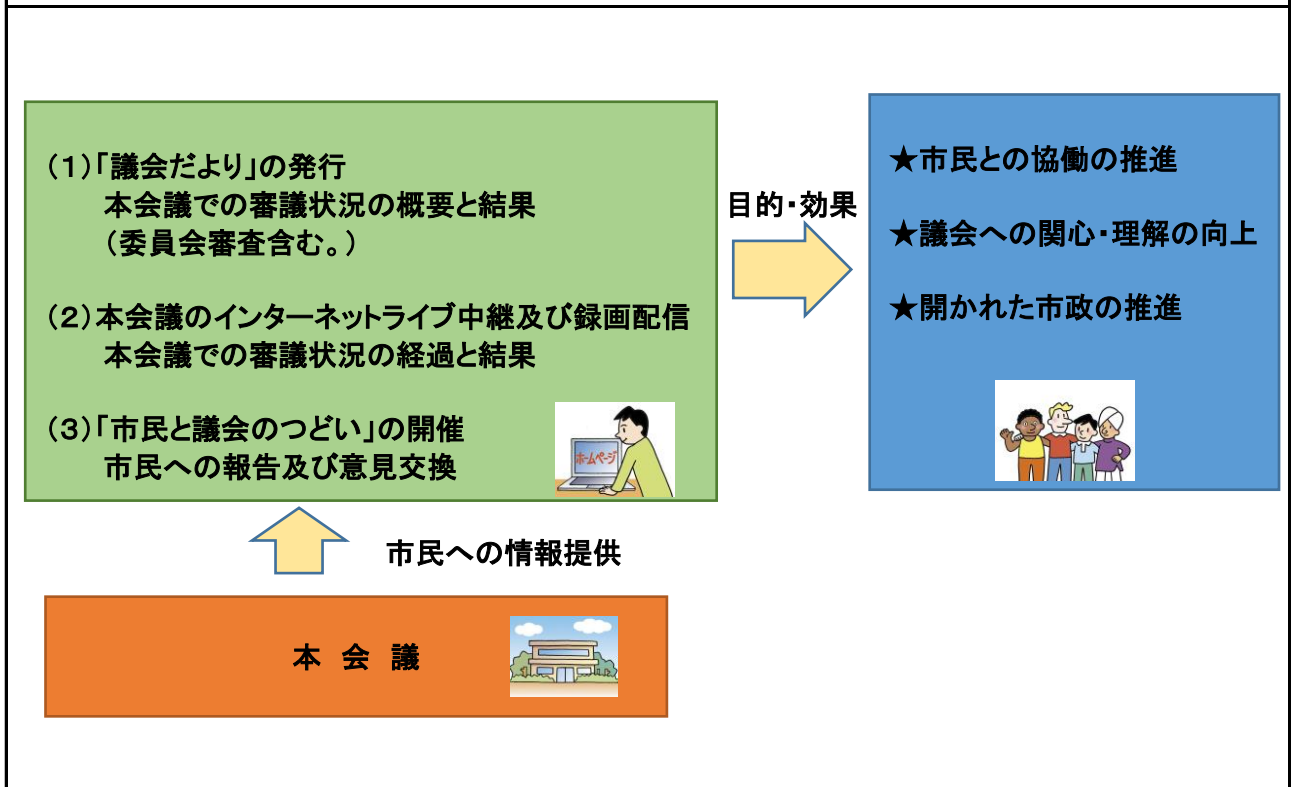 (1)「議会だより」の発行
本会議での審議状況の概要と結果
(委員会審査含む。)
(2)本会議のインターネットライブ中継及び録画配信
本会議での審議状況の経過と結果
(3)「市民と議会のつどい」の開催
市民への報告及び意見交換
ホームページ
目的・効果
★市民との協働の推進
★議会への関心・理解の向上
★開かれた市政の推進
市民への情報提供
本 会 議